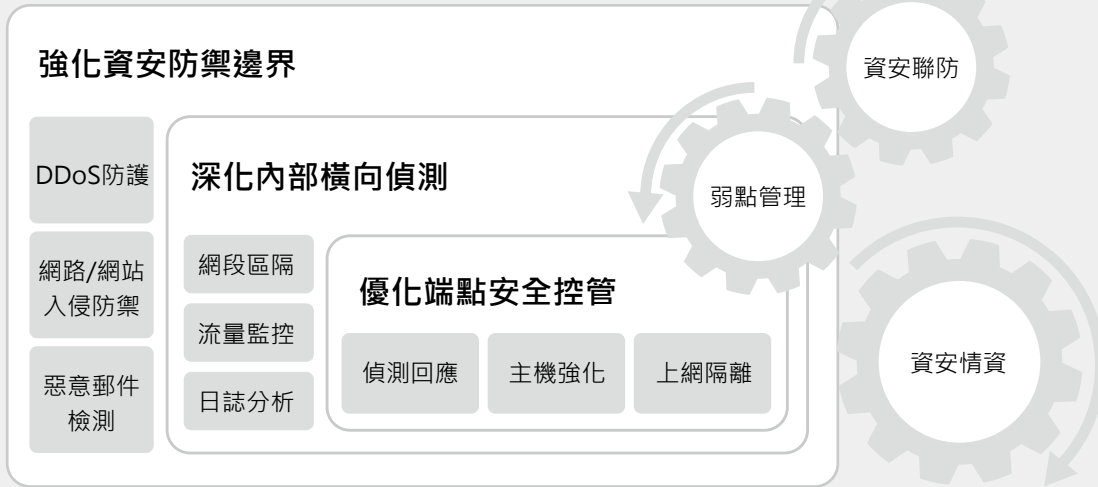 強化資安防禦邊界
資安聯防
DDoS防護
深化內部橫向偵測
弱點管理
網路/網站
入侵防禦
網段區隔
優化端點安全控管
流量監控
偵測回應
主機強化
上網隔離
資安情資
惡意郵件
檢測
日誌分析